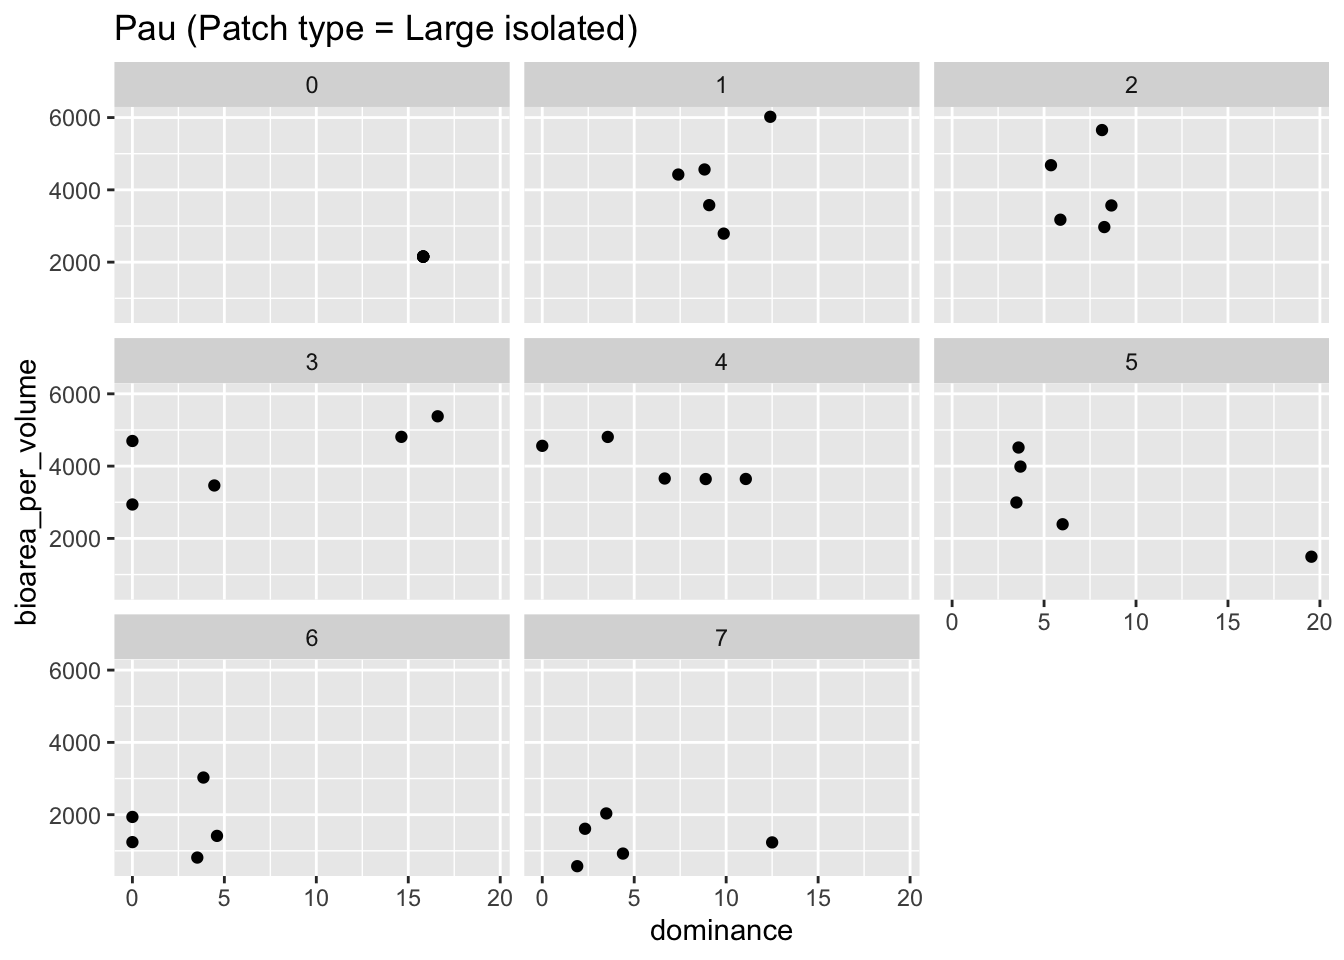 Pau (Patch type = Large isolated)
0 1 2
6000
4000
2000
3 4 5
6000
4000
2000
0 5 10 15 20
6 7
6000
4000
2000
0 5 10 15 20 0 5 10 15 20
dominance
bioarea_per_volume